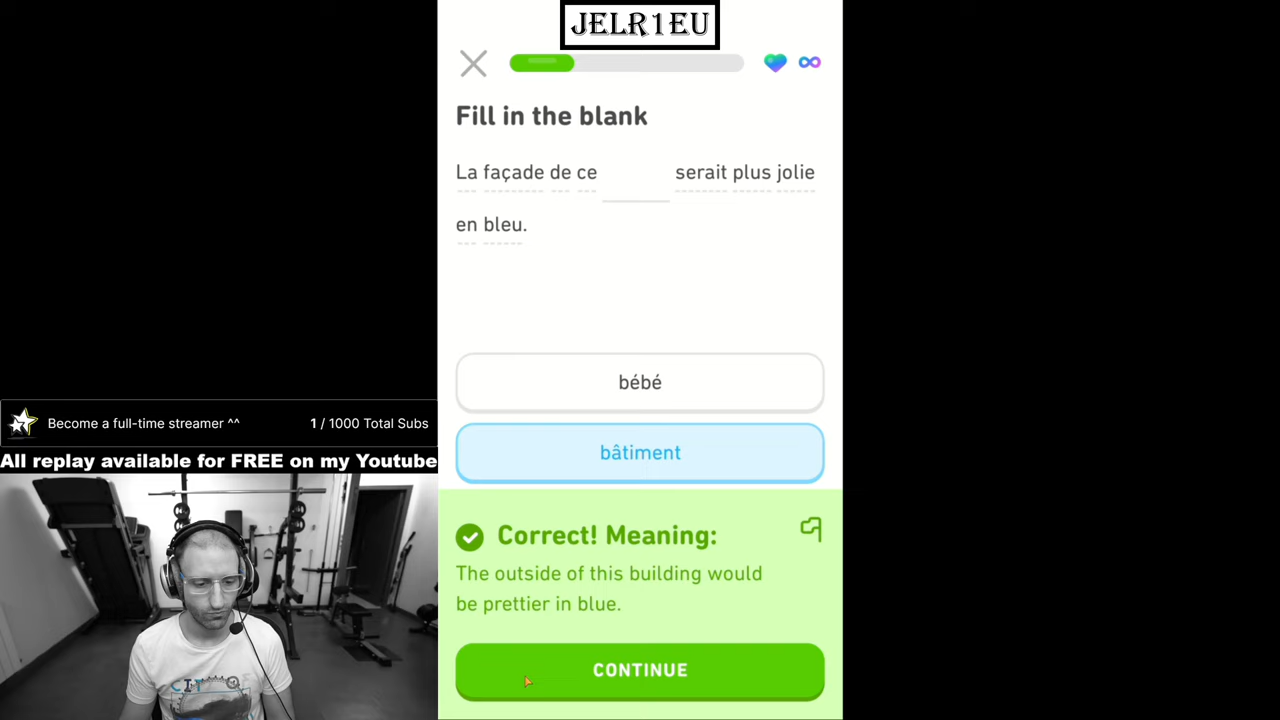 JELR1EU
Fill in the blank
La façade de ce serait plus jolie
en bleu.
bébé
bâtiment
Become a full-time streamer ^^ 1 / 1000 Total Subs
All replay available for FREE on my Youtube
Correct! Meaning:
The outside of this building would
be prettier in blue.
CONTINUE
CIT OF